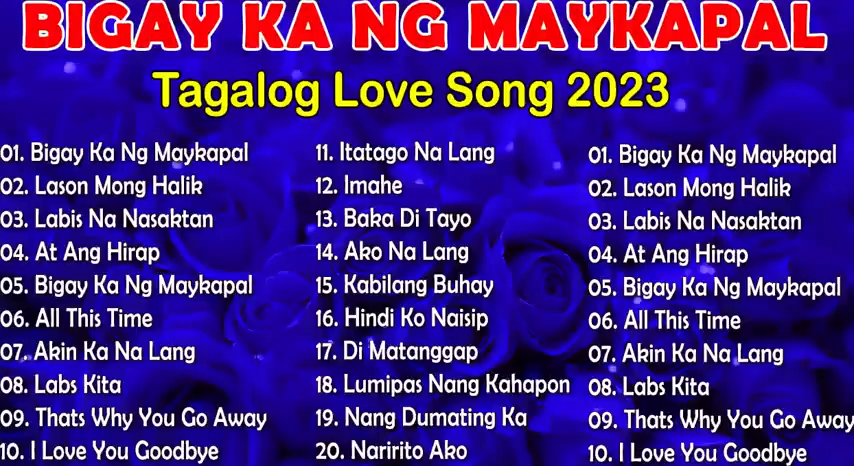 BIGAY KA NG MAYKAPAL
Tagalog Love Song 2023
01. Bigay Ka Ng Maykapal
02. Lason Mong Halik
03. Labis Na Nasaktan
04. At Ang Hirap
05. Bigay Ka Ng Maykapal
06. All This Time
07. Akin Ka Na Lang
08. Labs Kita
09. Thats Why You Go Away
10. I Love You Goodbye
11. Itatago Na Lang
12. Imahe
13. Baka Di Tayo
14. Ako Na Lang
15. Kabilang Buhay
16. Hindi Ko Naisip
17. Di Matanggap
18. Lumipas Nang Kahapon
19. Nang Dumating Ka
20. Naririto Ako
01. Bigay Ka Ng Maykapal
02. Lason Mong Halik
03. Labis Na Nasaktan
04. At Ang Hirap
05. Bigay Ka Ng Maykapal
06. All This Time
07. Akin Ka Na Lang
08. Labs Kita
09. Thats Why You Go Away
10. I Love You Goodbye